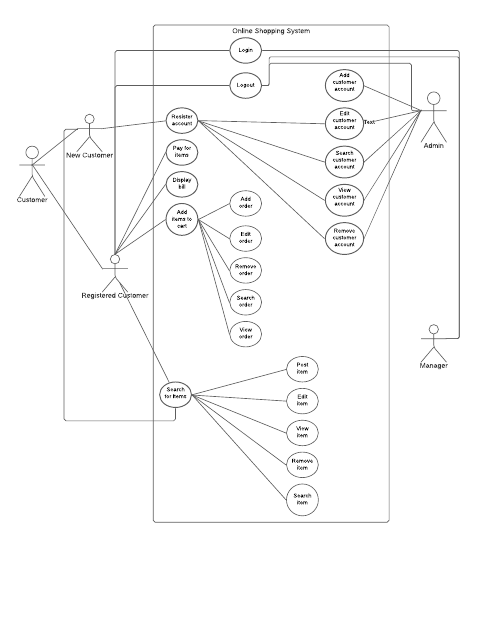 Online Shopping System
Login
Logout
Add
customer
account
Register
account
Edit
customer
account
Text
Admin
New Customer
Pay for
items
Search
customer
account
Customer
Display
bill
View
customer
account
Add
items to
cart
Add
order
Edit
order
Remove
customer
account
Remove
order
Registered Customer
Search
order
View
order
Manager
Post
item
Search
for items
Edit
item
View
item
Remove
item
Search
item